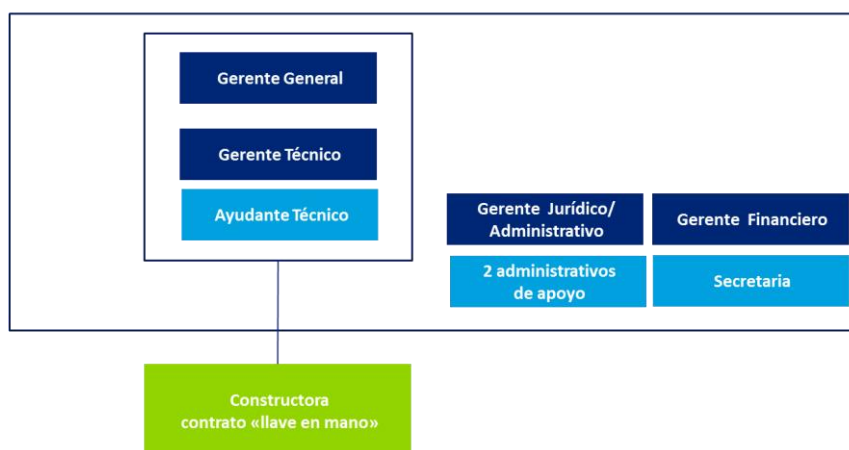 Gerente General
Gerente Técnico
Ayudante Técnico
Gerente Jurídico/
Administrativo
Gerente Financiero
2 administrativos
de apoyo
Secretaria
Constructora
contrato «llave en mano»